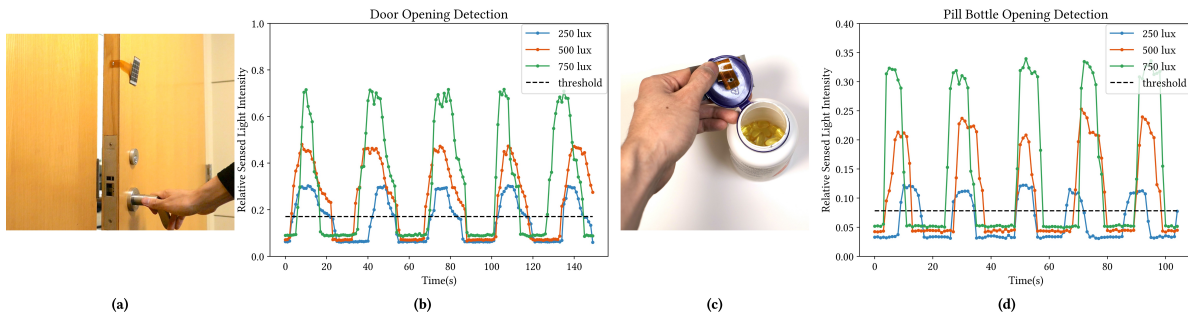 Door Opening Detection
Relative Sensed Light Intensity
1.0
0.8
0.6
0.4
0.2
0.0
0 20 40 60 80 100 120 140
Time(s)
250 lux
500 lux
750 lux
threshold
Pill Bottle Opening Detection
Relative Sensed Light Intensity
0.40
0.35
0.30
0.25
0.20
0.15
0.10
0.05
0.00
0 20 40 60 80 100
Time(s)
250 lux
500 lux
750 lux
threshold
(a) (b) (c) (d)